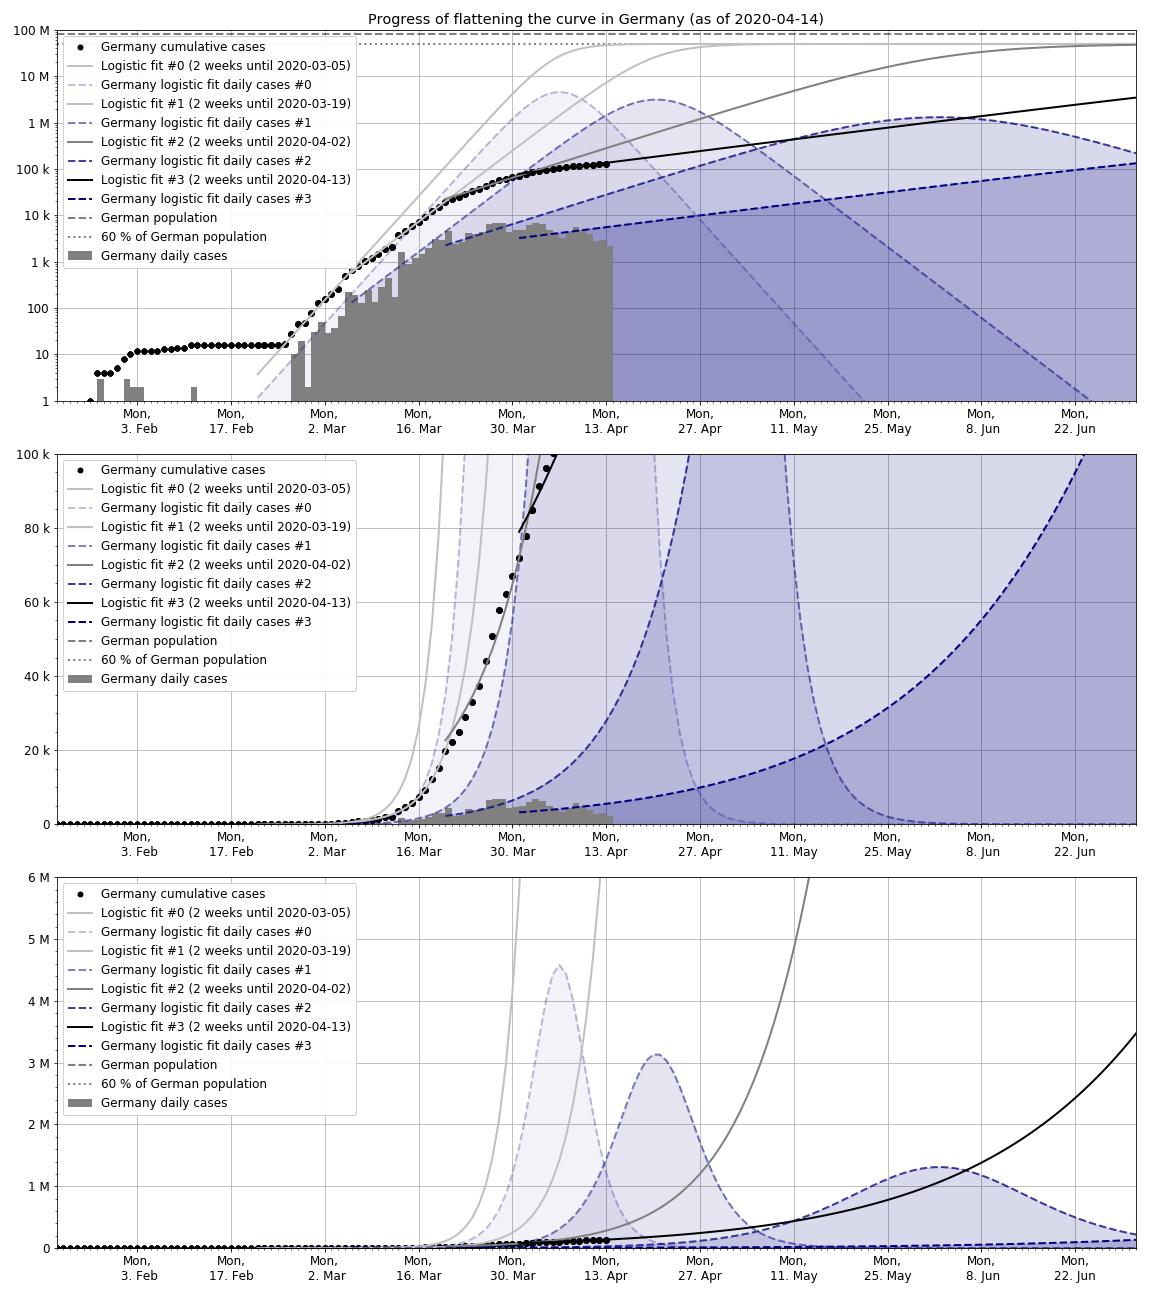 Progress of flattening the curve in Germany (as of 2020-04-14)
100 M
10 M
1 M
100 k
10 k
1 k
100
10
1
Germany cumulative cases
Logistic fit #0 (2 weeks until 2020-03-05)
Germany logistic fit daily cases #0
Logistic fit #1 (2 weeks until 2020-03-19)
Germany logistic fit daily cases #1
Logistic fit #2 (2 weeks until 2020-04-02)
Germany logistic fit daily cases #2
Logistic fit #3 (2 weeks until 2020-04-13)
Germany logistic fit daily cases #3
German population
60 % of German population
Germany daily cases
Mon, Mon, Mon, Mon, Mon, Mon, Mon, Mon, Mon, Mon, Mon,
3. Feb 17. Feb 2. Mar 16. Mar 30. Mar 13. Apr 27. Apr 11. May 25. May 8. Jun 22. Jun
100 k
80 k
60 k
40 k
20 k
0
Germany cumulative cases
Logistic fit #0 (2 weeks until 2020-03-05)
Germany logistic fit daily cases #0
Logistic fit #1 (2 weeks until 2020-03-19)
Germany logistic fit daily cases #1
Logistic fit #2 (2 weeks until 2020-04-02)
Germany logistic fit daily cases #2
Logistic fit #3 (2 weeks until 2020-04-13)
Germany logistic fit daily cases #3
German population
60 % of German population
Germany daily cases
Mon, Mon, Mon, Mon, Mon, Mon, Mon, Mon, Mon, Mon, Mon,
3. Feb 17. Feb 2. Mar 16. Mar 30. Mar 13. Apr 27. Apr 11. May 25. May 8. Jun 22. Jun
6 M
5 M
4 M
3 M
2 M
1 M
0
Germany cumulative cases
Logistic fit #0 (2 weeks until 2020-03-05)
Germany logistic fit daily cases #0
Logistic fit #1 (2 weeks until 2020-03-19)
Germany logistic fit daily cases #1
Logistic fit #2 (2 weeks until 2020-04-02)
Germany logistic fit daily cases #2
Logistic fit #3 (2 weeks until 2020-04-13)
Germany logistic fit daily cases #3
German population
60 % of German population
Germany daily cases
Mon, Mon, Mon, Mon, Mon, Mon, Mon, Mon, Mon, Mon, Mon,
3. Feb 17. Feb 2. Mar 16. Mar 30. Mar 13. Apr 27. Apr 11. May 25. May 8. Jun 22. Jun